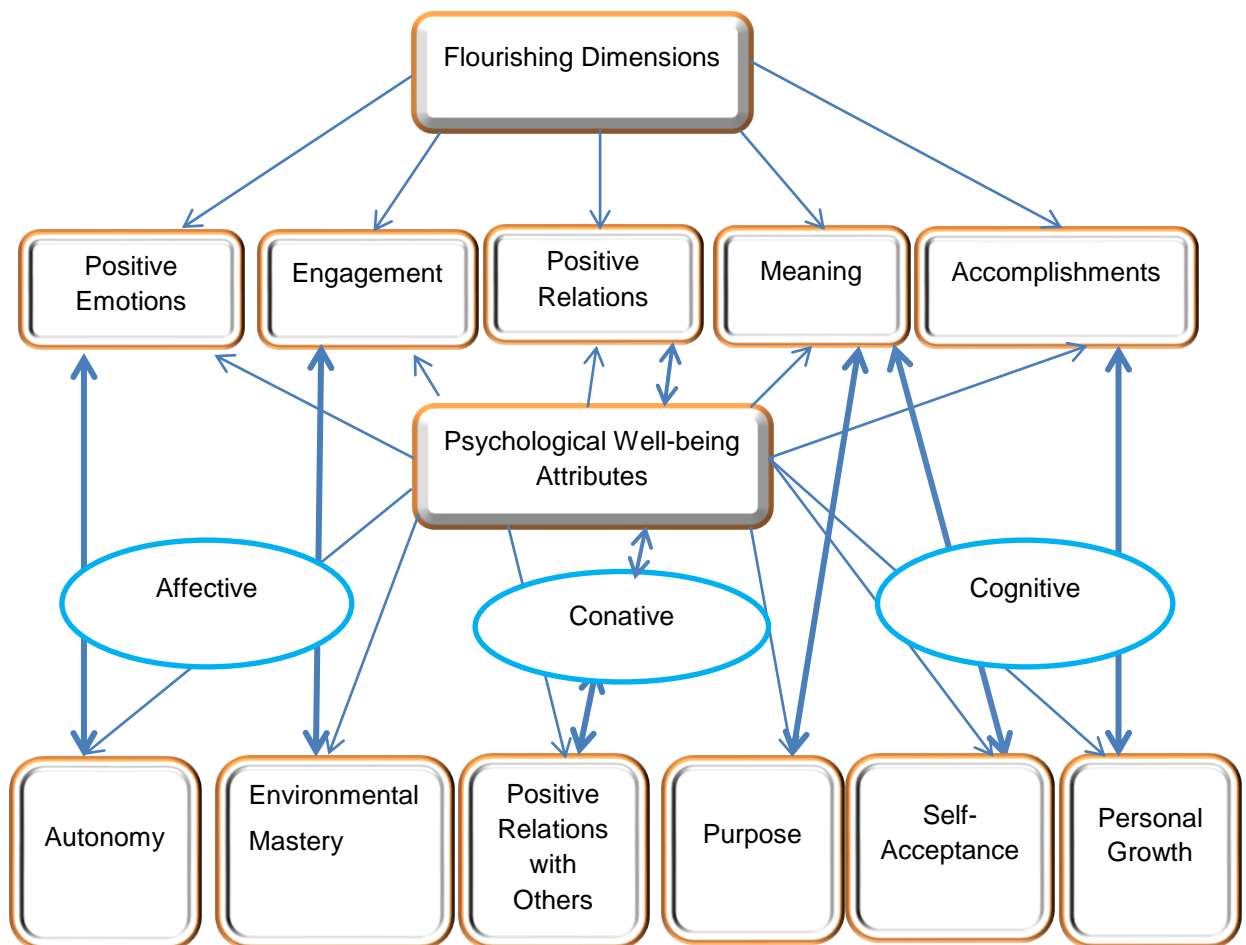 Flourishing Dimensions
Positive
Emotions
Engagement
Positive
Relations
Meaning
Accomplishments
Psychological Well-being
Attributes
Affective
Conative
Cognitive
Autonomy
Environmental
Mastery
Positive
Relations
with
Others
Purpose
Self-
Acceptance
Personal
Growth